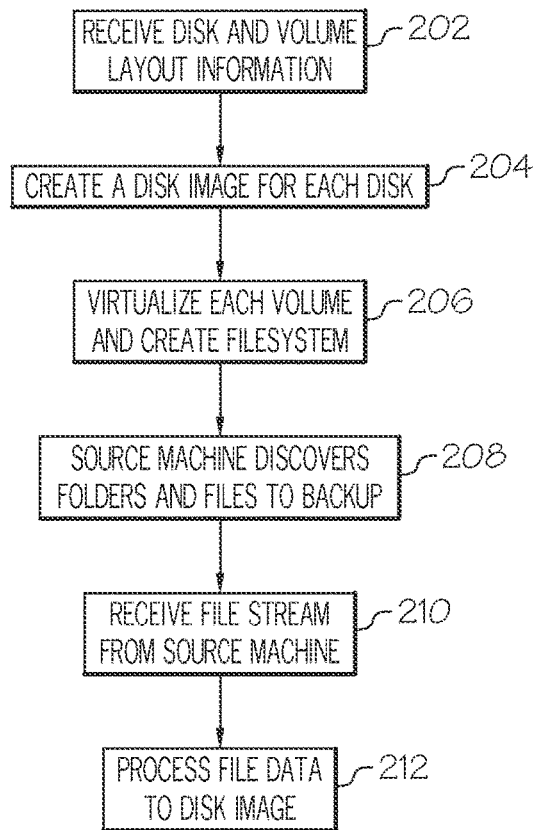 RECEIVE DISK AND VOLUME
LAYOUT INFORMATION
202
CREATE A DISK IMAGE FOR EACH DISK
204
VIRTUALIZE EACH VOLUME
AND CREATE FILESYSTEM
206
SOURCE MACHINE DISCOVERS
FOLDERS AND FILES TO BACKUP
208
RECEIVE FILE STREAM
FROM SOURCE MACHINE
210
PROCESS FILE DATA
TO DISK IMAGE
212